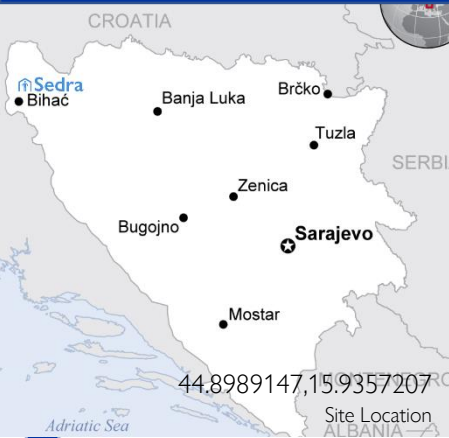 CROATIA
Sedra
Bihać
Banja Luka
Brčko
Tuzla
SERBI
Zenica
Bugojno
Sarajevo
Mostar
44.8989147,15.9357207
MONTENEGRO
Site Location
Adriatic Sea
ALBANIA